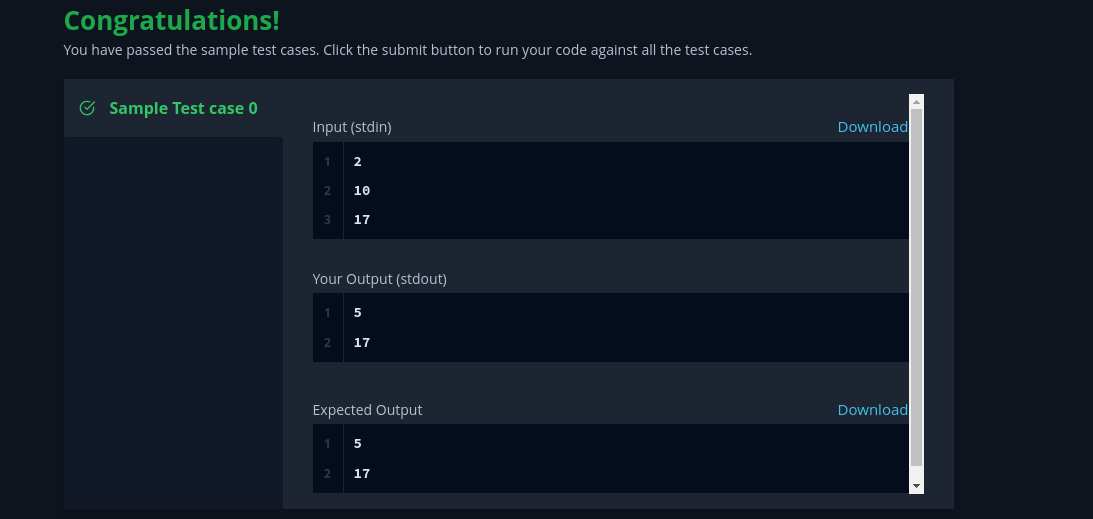 Congratulations!
You have passed the sample test cases. Click the submit button to run your code against all the test cases.
Sample Test case 0
Input (stdin)
Download
1 2
2 10
3 17
Your Output (stdout)
1 5
2 17
Expected Output
Download
1 5
2 17